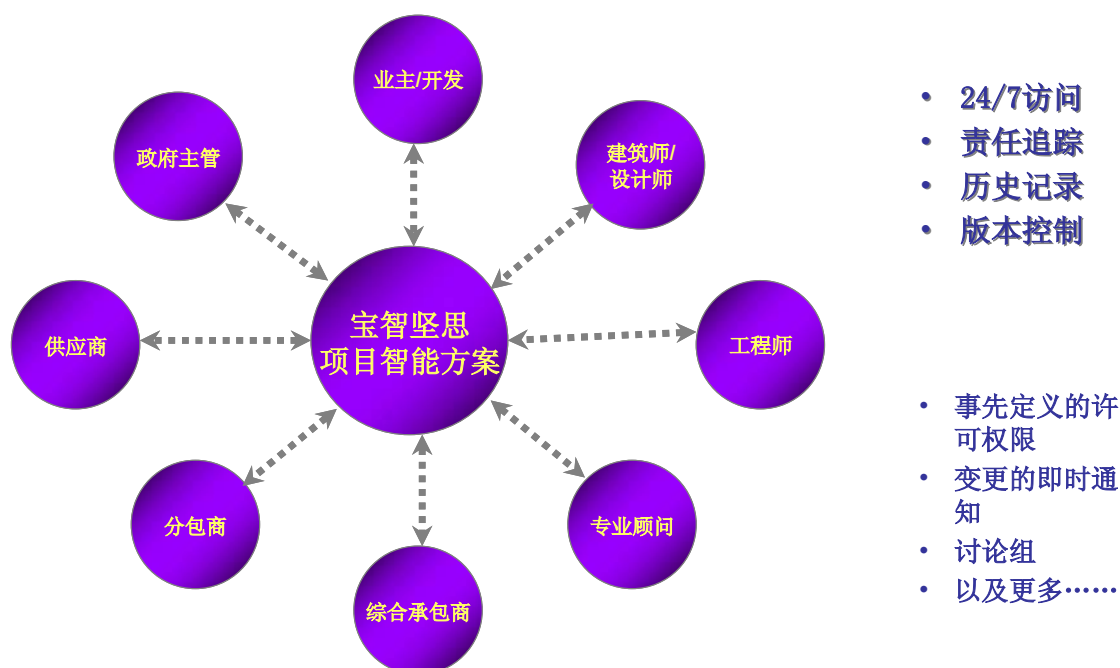 业主/开发
政府主管
建筑师/
设计师
宝智坚思
项目智能方案
供应商
工程师
分包商
专业顾问
综合承包商
• 24/7访问
• 责任追踪
• 历史记录
• 版本控制
• 事先定义的许
可权限
• 变更的即时通
知
• 讨论组
• 以及更多……